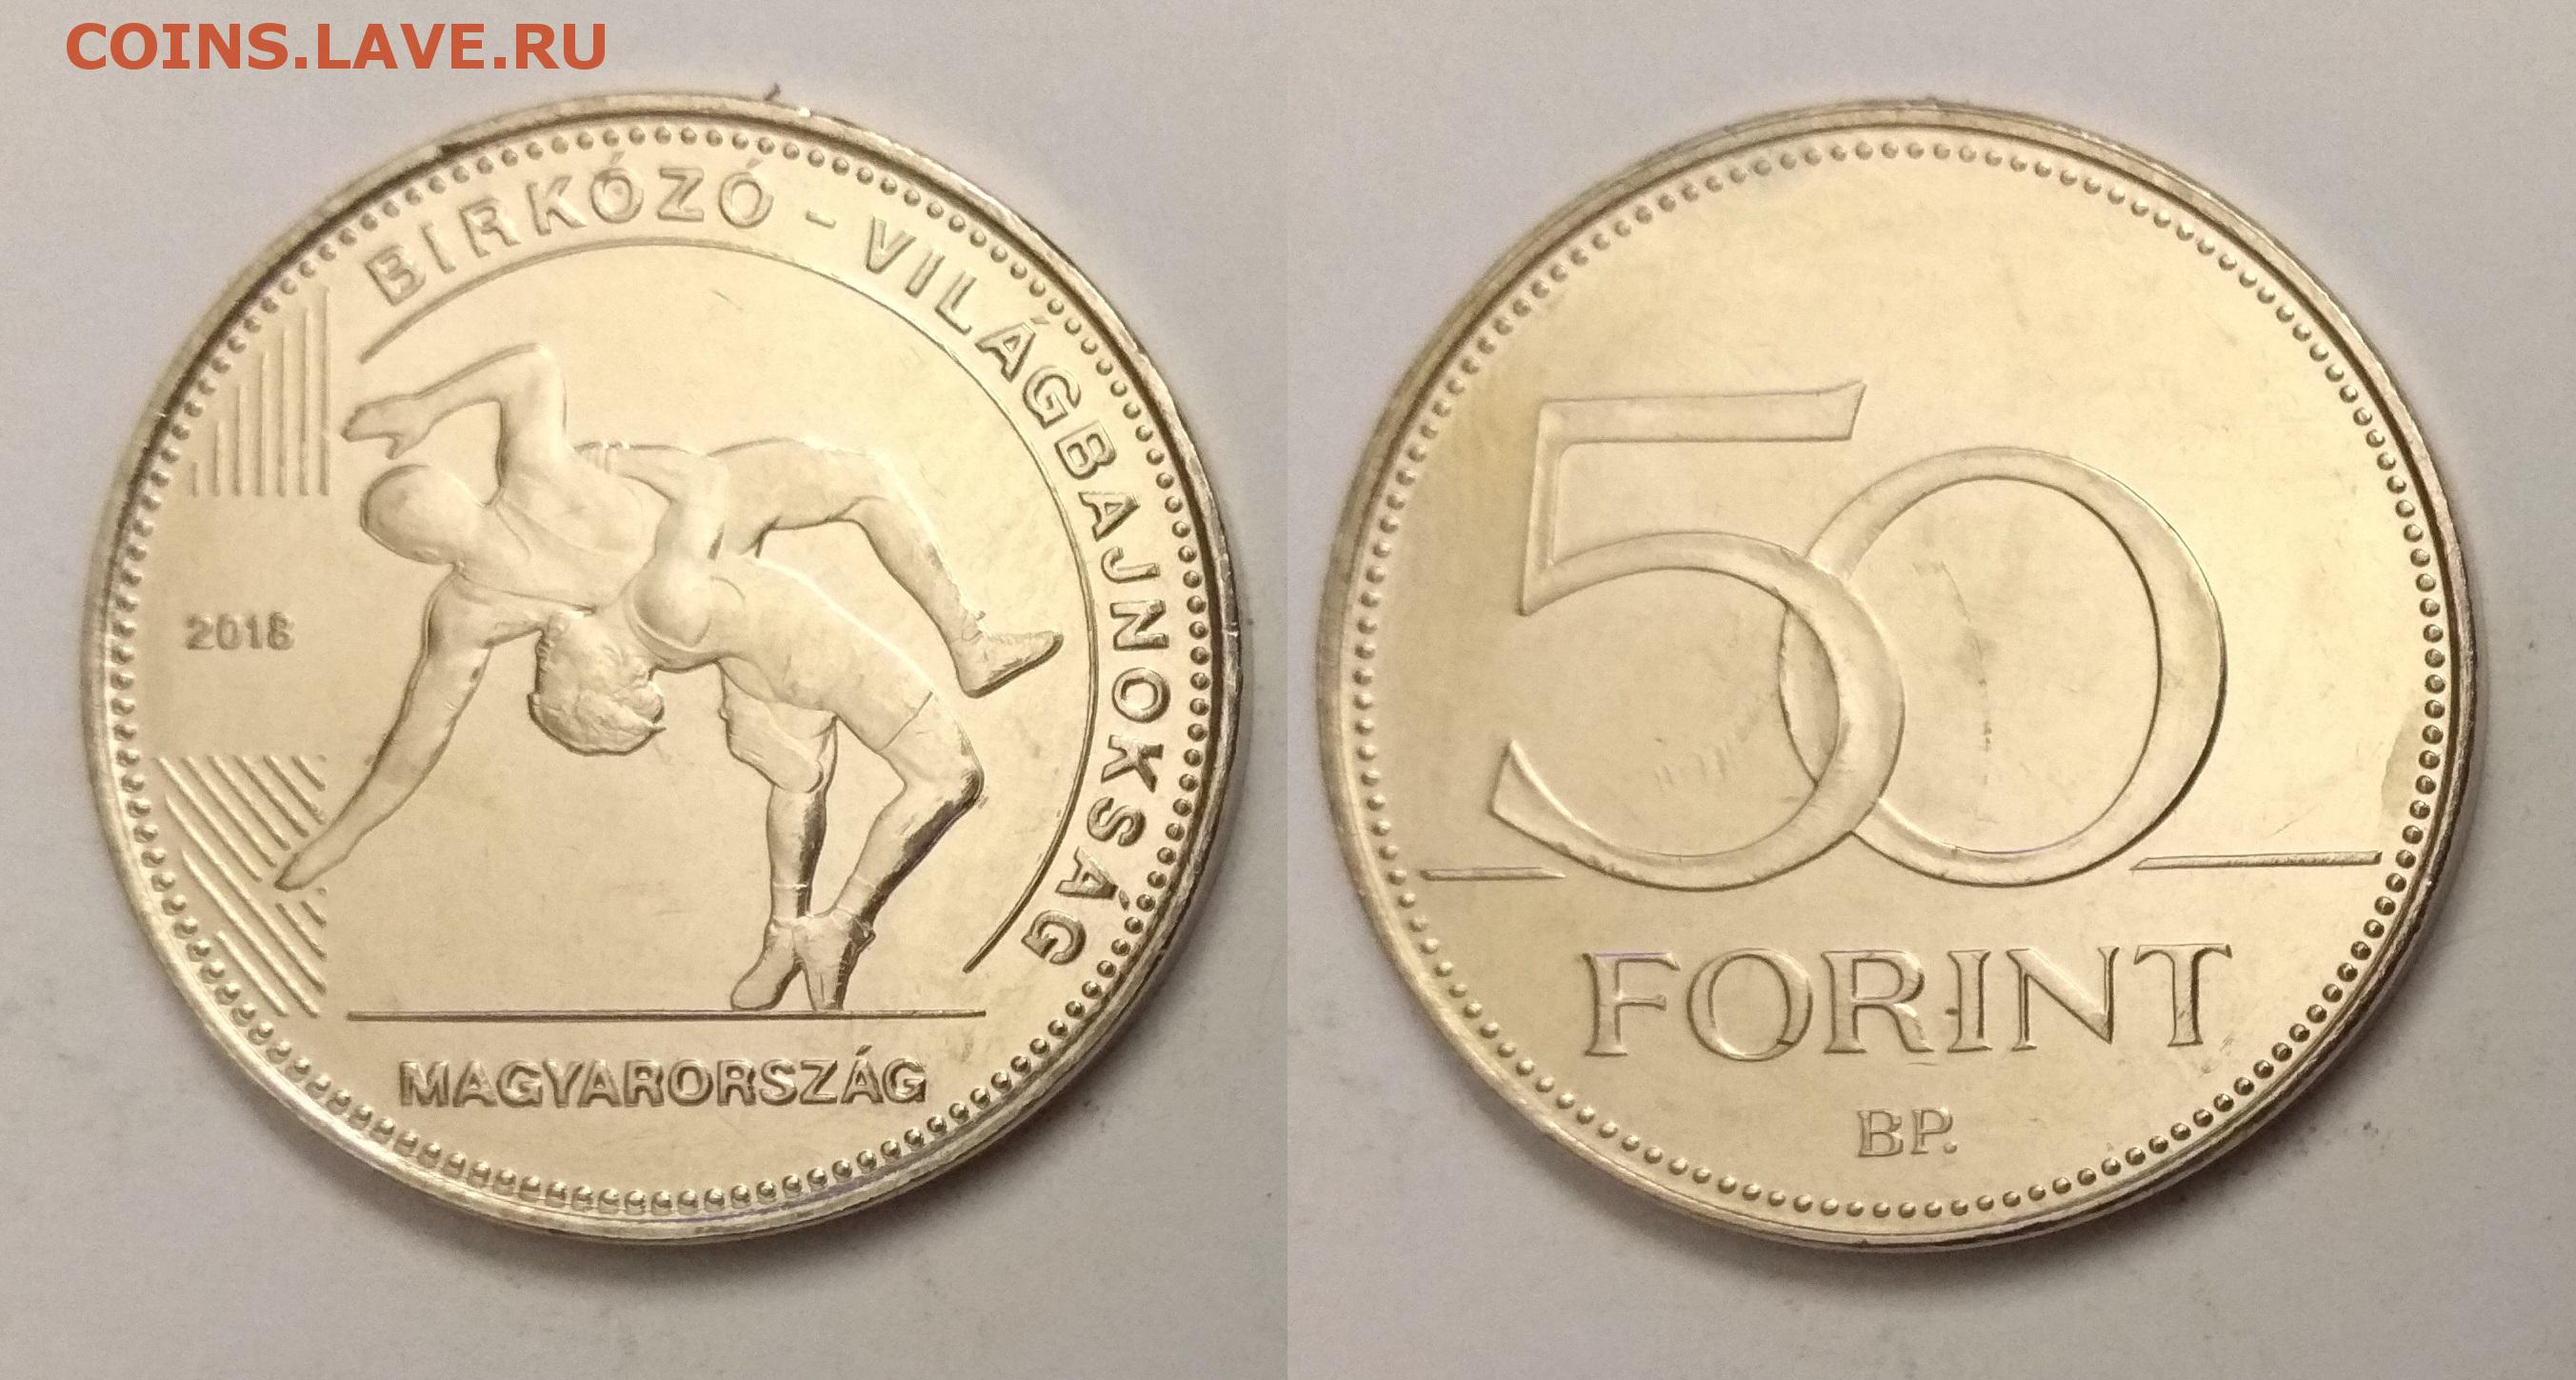 COINS.LAVE.RU
BIRKÓZÓ - VILÁGBAJNOKSÁG
2018
MAGYARORSZÁG
50
FORINT
BP.